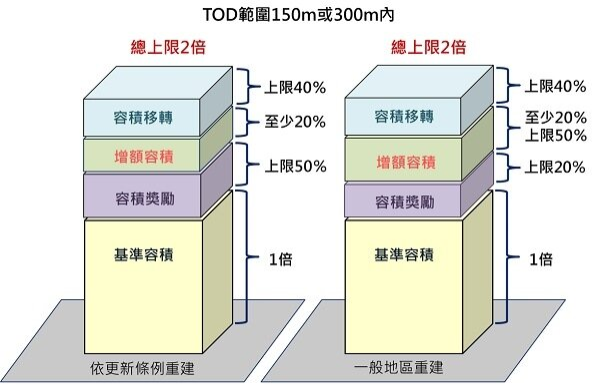 TOD範圍150m或300m內
總上限2倍
容積移轉
上限40%
增額容積
至少20%
容積獎勵
上限50%
基準容積
1倍
依更新條例重建
總上限2倍
容積移轉
上限40%
增額容積
至少20%
上限50%
容積獎勵
上限20%
基準容積
1倍
一般地區重建